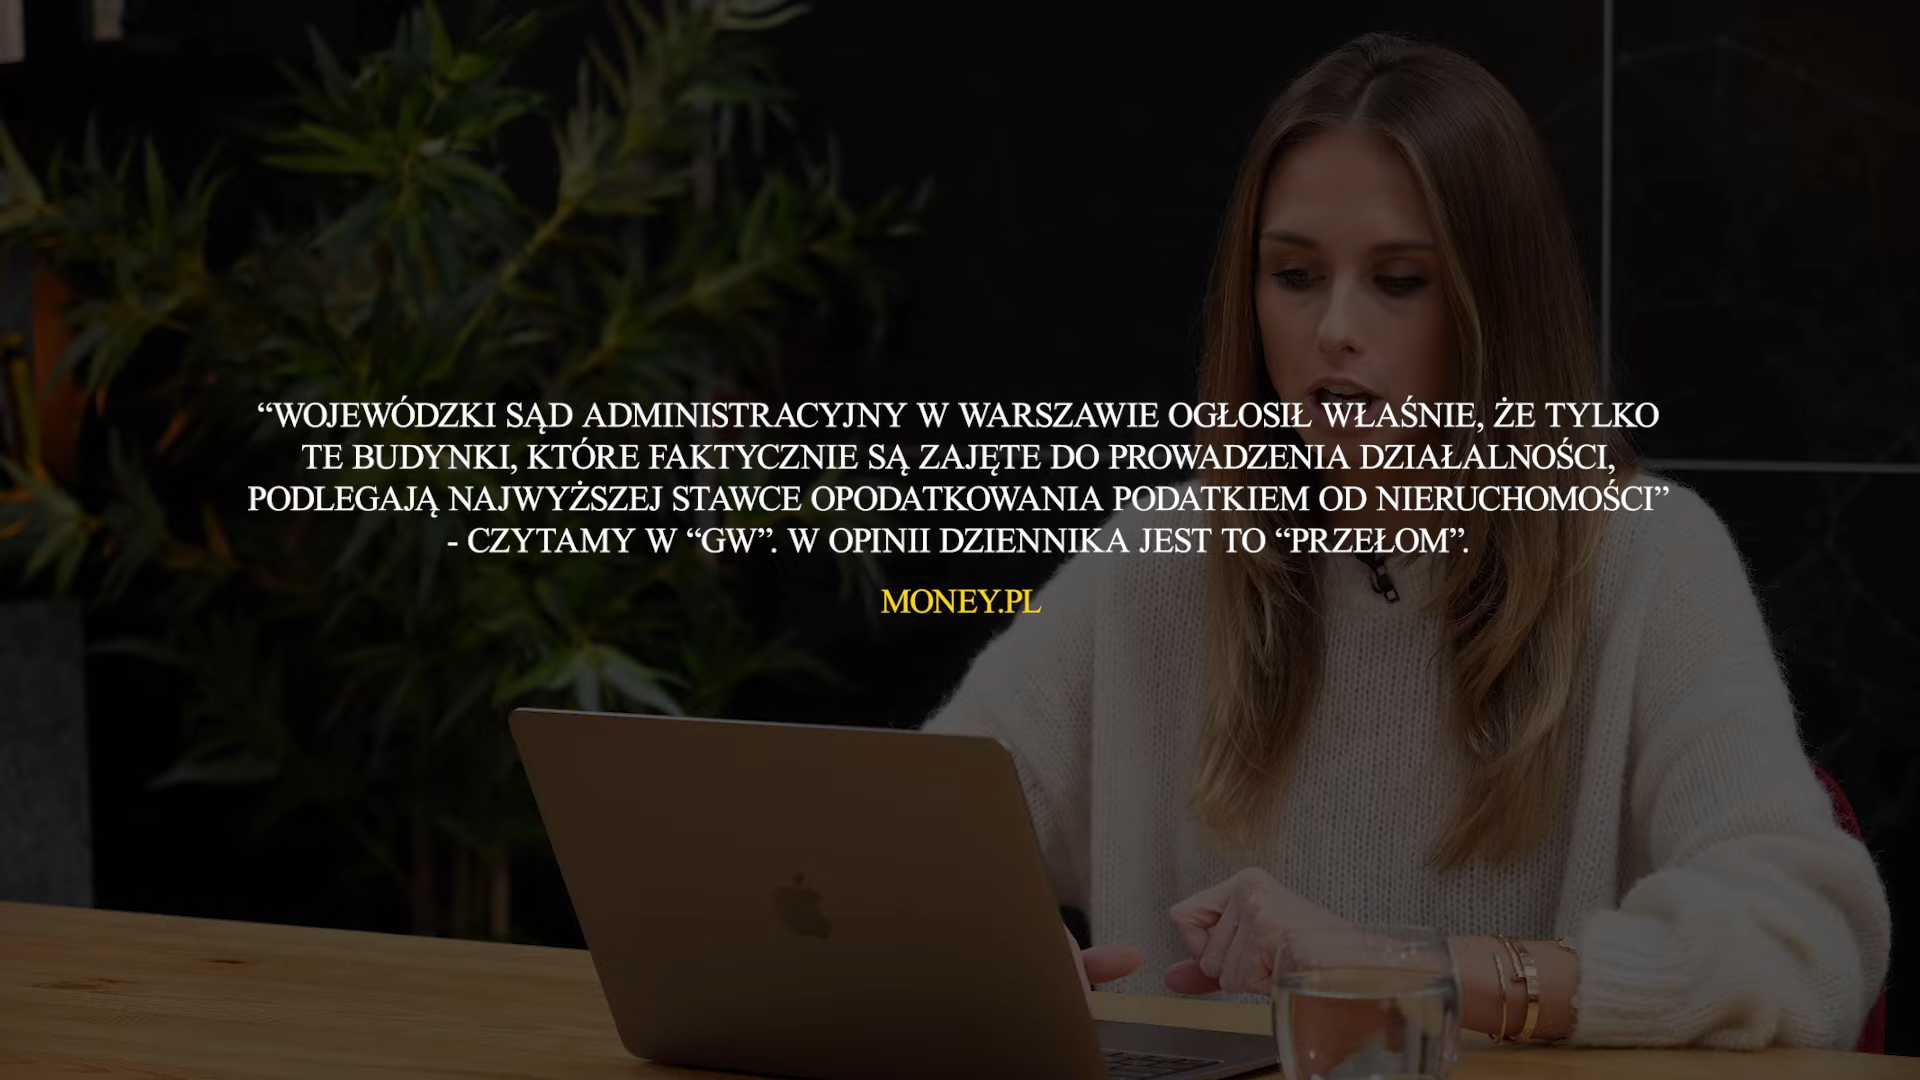 “WOJEWÓDZKI SĄD ADMINISTRACYJNY W WARSZAWIE OGŁOSIŁ WŁAŚNIE, ŻE TYLKO
TE BUDYNKI, KTÓRE FAKTYCZNIE SĄ ZAJĘTE DO PROWADZENIA DZIAŁALNOŚCI,
PODLEGAJĄ NAJWYŻSZEJ STAWCE OPODATKOWANIA PODATKIEM OD NIERUCHOMOŚCI”
- CZYTAMY W “GW”. W OPINII DZIENNIKA JEST TO “PRZEŁOM”.
MONEY.PL